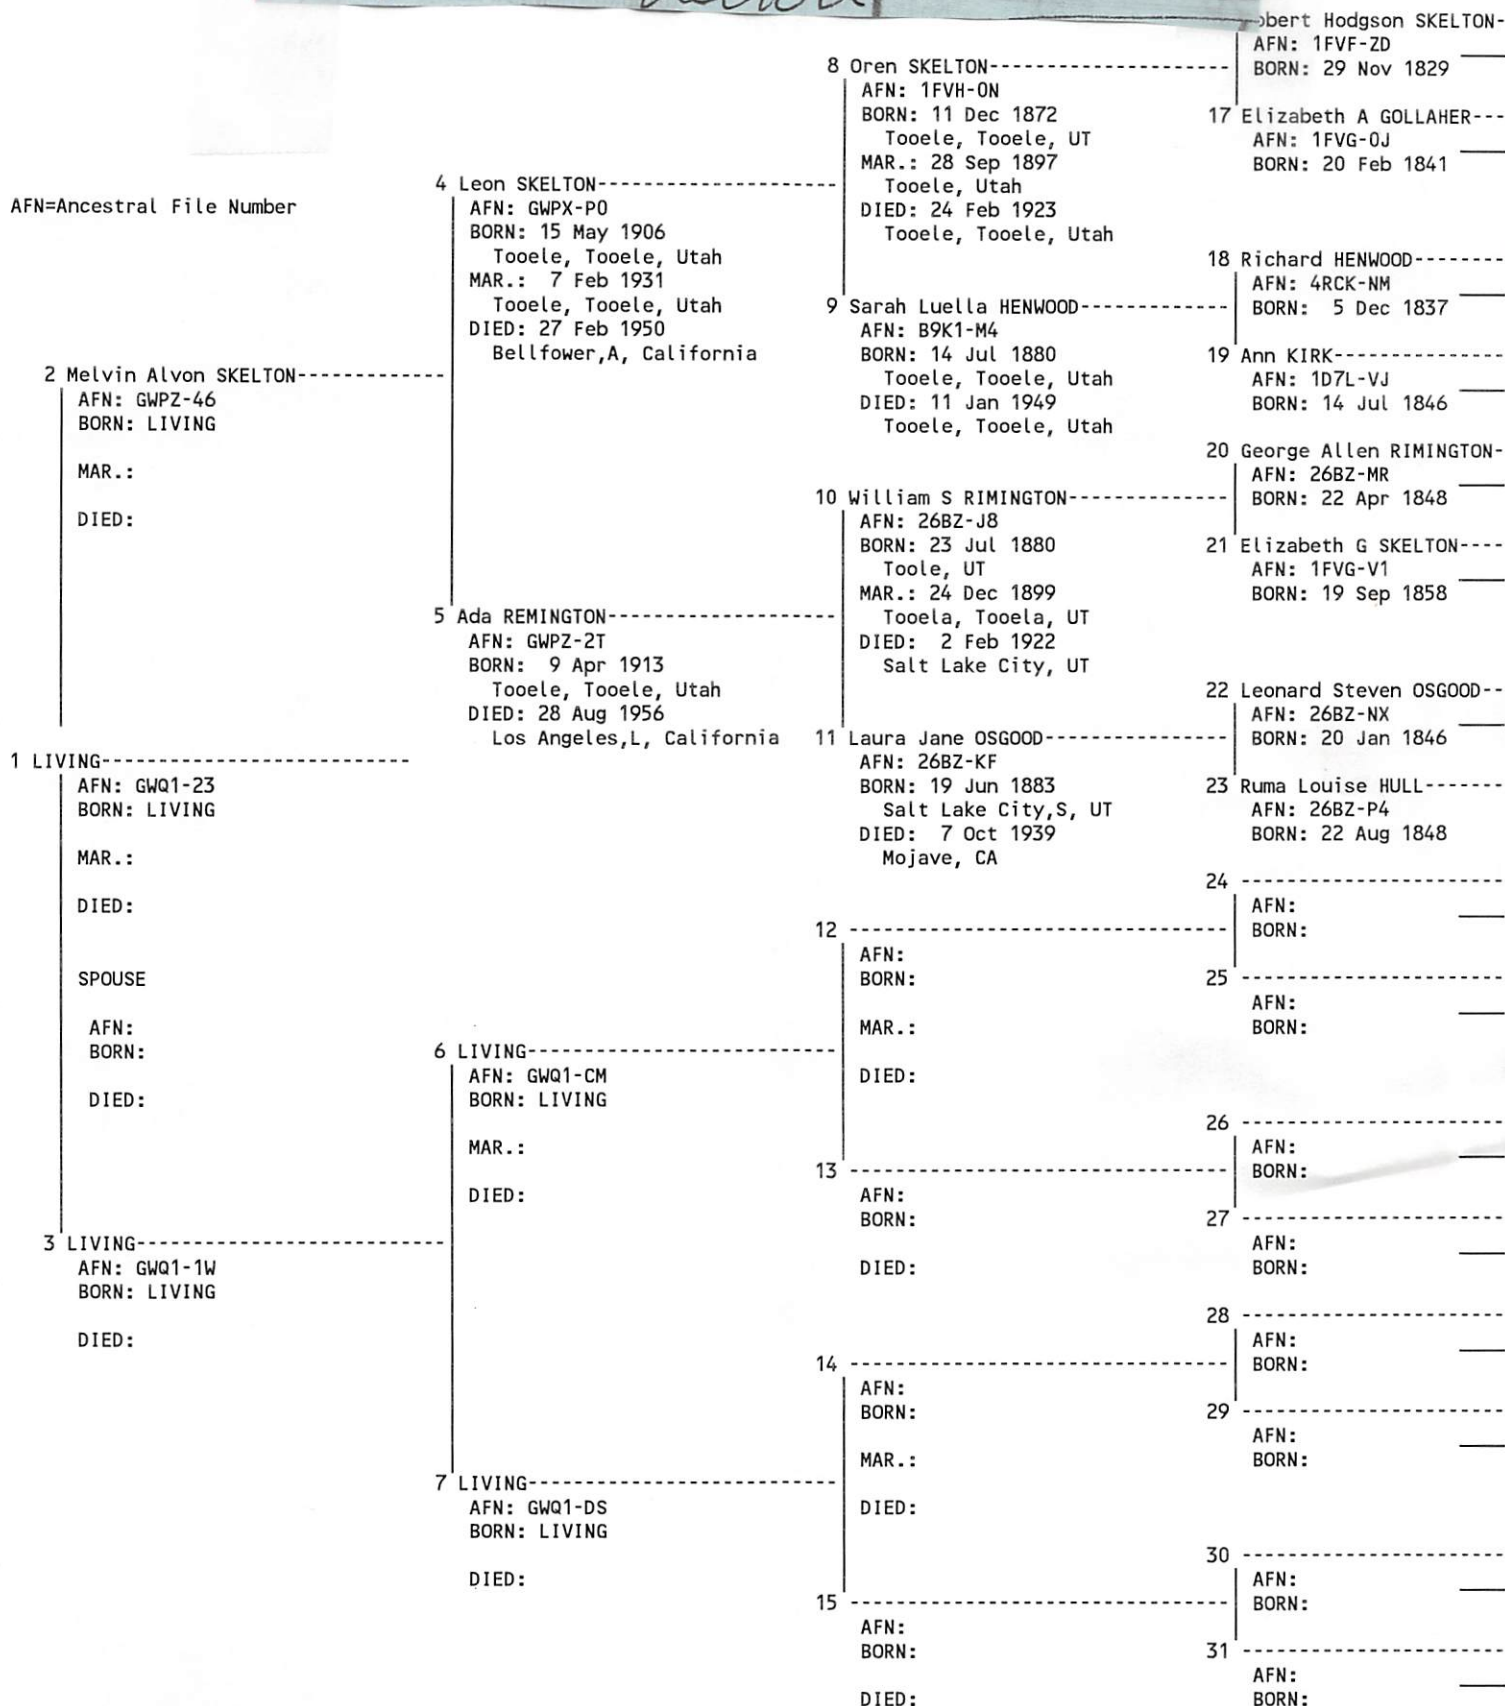 Hodgson SKELTON
AFN: 1FVF-ZD
BORN: 29 Nov 1829
8 Oren SKELTON
AFN: 1FVH-0N
BORN: 11 Dec 1872
Tooele, Tooele, UT
MAR.: 28 Sep 1897
Tooele, Utah
DIED: 24 Feb 1923
Tooele, Tooele, Utah
17 Elizabeth A GOLLAHER
AFN: 1FVG-0J
BORN: 20 Feb 1841
AFN=Ancestral File Number
4 Leon SKELTON
AFN: GWPX-P0
BORN: 15 May 1906
Tooele, Tooele, Utah
MAR.: 7 Feb 1931
Tooele, Tooele, Utah
DIED: 27 Feb 1950
Bellfower,A, California
18 Richard HENWOOD
AFN: 4RCK-NM
BORN: 5 Dec 1837
9 Sarah Luella HENWOOD
AFN: B9K1-M4
BORN: 14 Jul 1880
Tooele, Tooele, Utah
DIED: 11 Jan 1949
Tooele, Tooele, Utah
19 Ann KIRK
AFN: 1D7L-VJ
BORN: 14 Jul 1846
2 Melvin Alvon SKELTON
AFN: GWPZ-46
BORN: LIVING
MAR.:
DIED:
20 George Allen RIMINGTON
AFN: 26BZ-MR
BORN: 22 Apr 1848
10 William S RIMINGTON
AFN: 26BZ-J8
BORN: 23 Jul 1880
Toole, UT
MAR.: 24 Dec 1899
Tooela, Tooela, UT
DIED: 2 Feb 1922
Salt Lake City, UT
21 Elizabeth G SKELTON
AFN: 1FVG-V1
BORN: 19 Sep 1858
5 Ada REMINGTON
AFN: GWPZ-2T
BORN: 9 Apr 1913
Tooele, Tooele, Utah
DIED: 28 Aug 1956
Los Angeles,L, California
22 Leonard Steven OSGOOD
AFN: 26BZ-NX
BORN: 20 Jan 1846
11 Laura Jane OSGOOD
AFN: 26BZ-KF
BORN: 19 Jun 1883
Salt Lake City,S, UT
DIED: 7 Oct 1939
Mojave, CA
23 Ruma Louise HULL
AFN: 26BZ-P4
BORN: 22 Aug 1848
1 LIVING
AFN: GWQ1-23
BORN: LIVING
MAR.:
DIED:
SPOUSE
AFN:
BORN:
DIED:
24
AFN:
BORN:
12
AFN:
BORN:
MAR.:
DIED:
25
AFN:
BORN:
6 LIVING
AFN: GWQ1-CM
BORN: LIVING
MAR.:
DIED:
26
AFN:
BORN:
13
AFN:
BORN:
DIED:
27
AFN:
BORN:
3 LIVING
AFN: GWQ1-1W
BORN: LIVING
DIED:
28
AFN:
BORN:
14
AFN:
BORN:
MAR.:
DIED:
29
AFN:
BORN:
7 LIVING
AFN: GWQ1-DS
BORN: LIVING
DIED:
30
AFN:
BORN:
15
AFN:
BORN:
DIED:
31
AFN:
BORN: